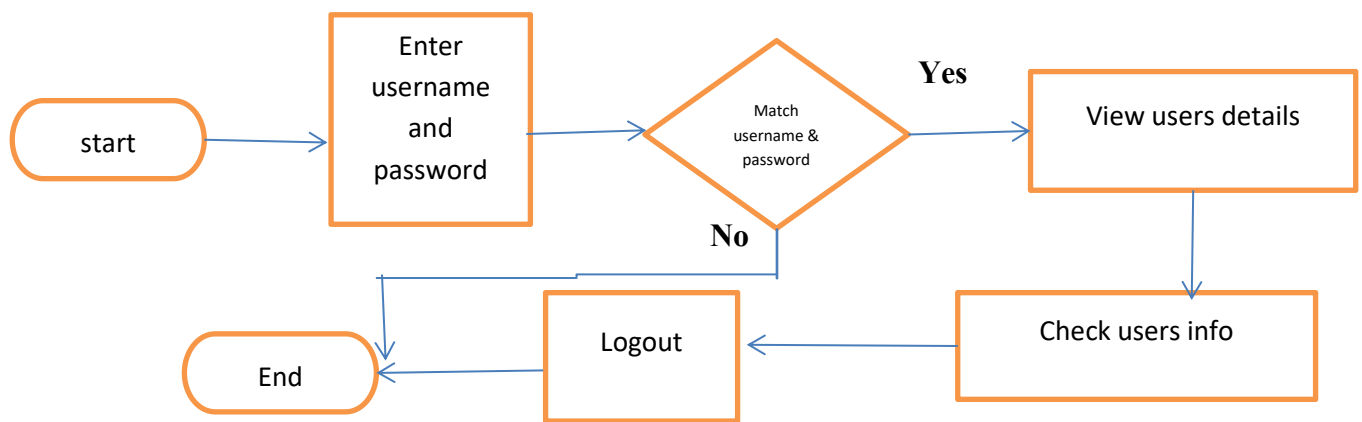 start
Enter
username
and
password
Match
username &
password
Yes
View users details
No
Check users info
Logout
End